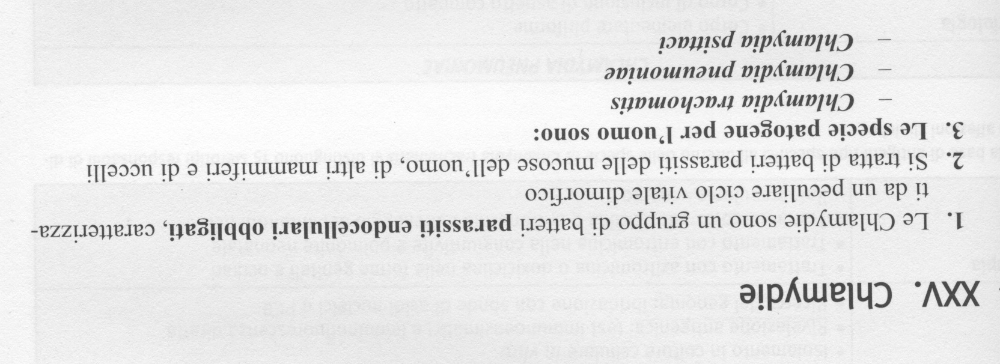 XXV. Chlamydie
1. Le Chlamydie sono un gruppo di batteri parassiti endocellulari obbligati, caratterizza-
ti da un peculiare ciclo vitale dimorfico
2. Si tratta di batteri parassiti delle mucose dell'uomo, di altri mammiferi e di uccelli
3. Le specie patogene per l'uomo sono:
– Chlamydia trachomatis
– Chlamydia pneumoniae
– Chlamydia psittaci